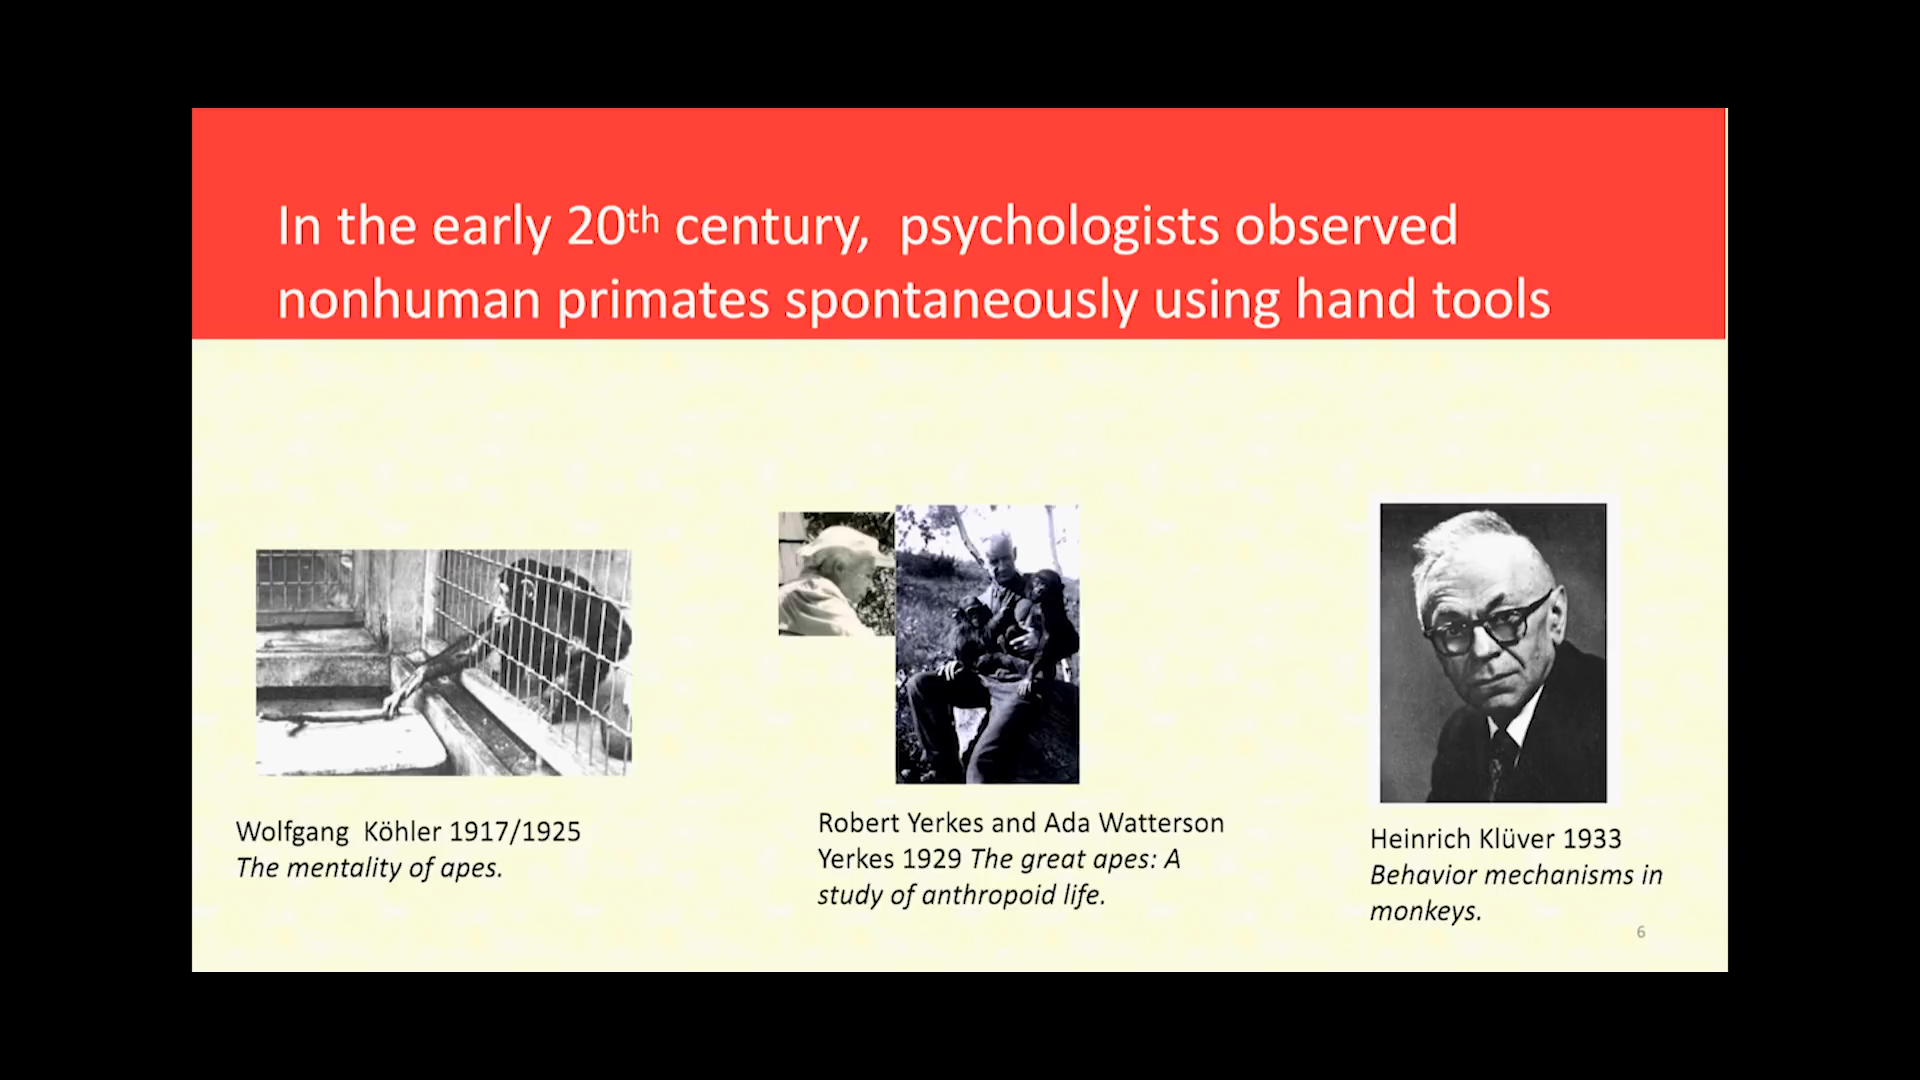 In the early 20th century,  psychologists observed
nonhuman primates spontaneously using hand tools
Wolfgang  Köhler 1917/1925
The mentality of apes.
Robert Yerkes and Ada Watterson
Yerkes 1929 The great apes: A
study of anthropoid life.
Heinrich Klüver 1933
Behavior mechanisms in
monkeys.
6